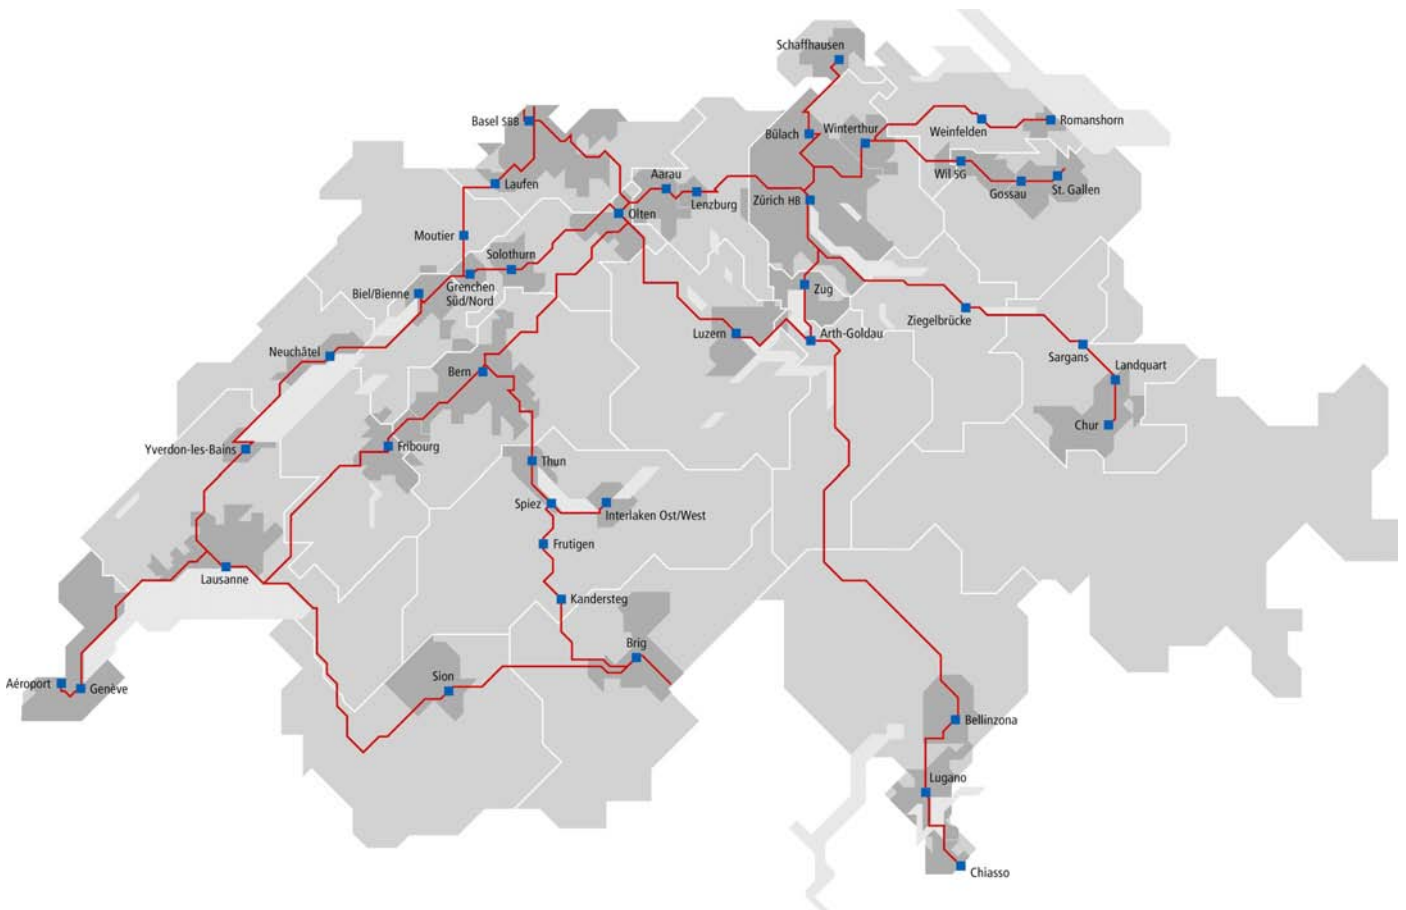 Schaffhausen
Basel SBB
Bülach
Winterthur
Weinfelden
Romanshorn
Laufen
Aarau
Lenzburg
Zürich HB
Wil SG
Gossau
St. Gallen
Olten
Moutier
Solothurn
Grenchen
Süd/Nord
Biel/Bienne
Zug
Ziegelbrücke
Neuchâtel
Luzern
Arth-Goldau
Sargans
Landquart
Bern
Chur
Yverdon-les-Bains
Fribourg
Thun
Spiez
Interlaken Ost/West
Frutigen
Lausanne
Kandersteg
Brig
Sion
Aéroport
Genève
Bellinzona
Lugano
Chiasso